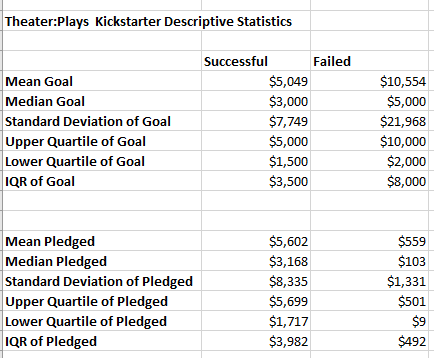 Theater:Plays Kickstarter Descriptive Statistics
Successful Failed
Mean Goal $5,049 $10,554
Median Goal $3,000 $5,000
Standard Deviation of Goal $7,749 $21,968
Upper Quartile of Goal $5,000 $10,000
Lower Quartile of Goal $1,500 $2,000
IQR of Goal $3,500 $8,000
Mean Pledged $5,602 $559
Median Pledged $3,168 $103
Standard Deviation of Pledged $8,335 $1,331
Upper Quartile of Pledged $5,699 $501
Lower Quartile of Pledged $1,717 $9
IQR of Pledged $3,982 $492